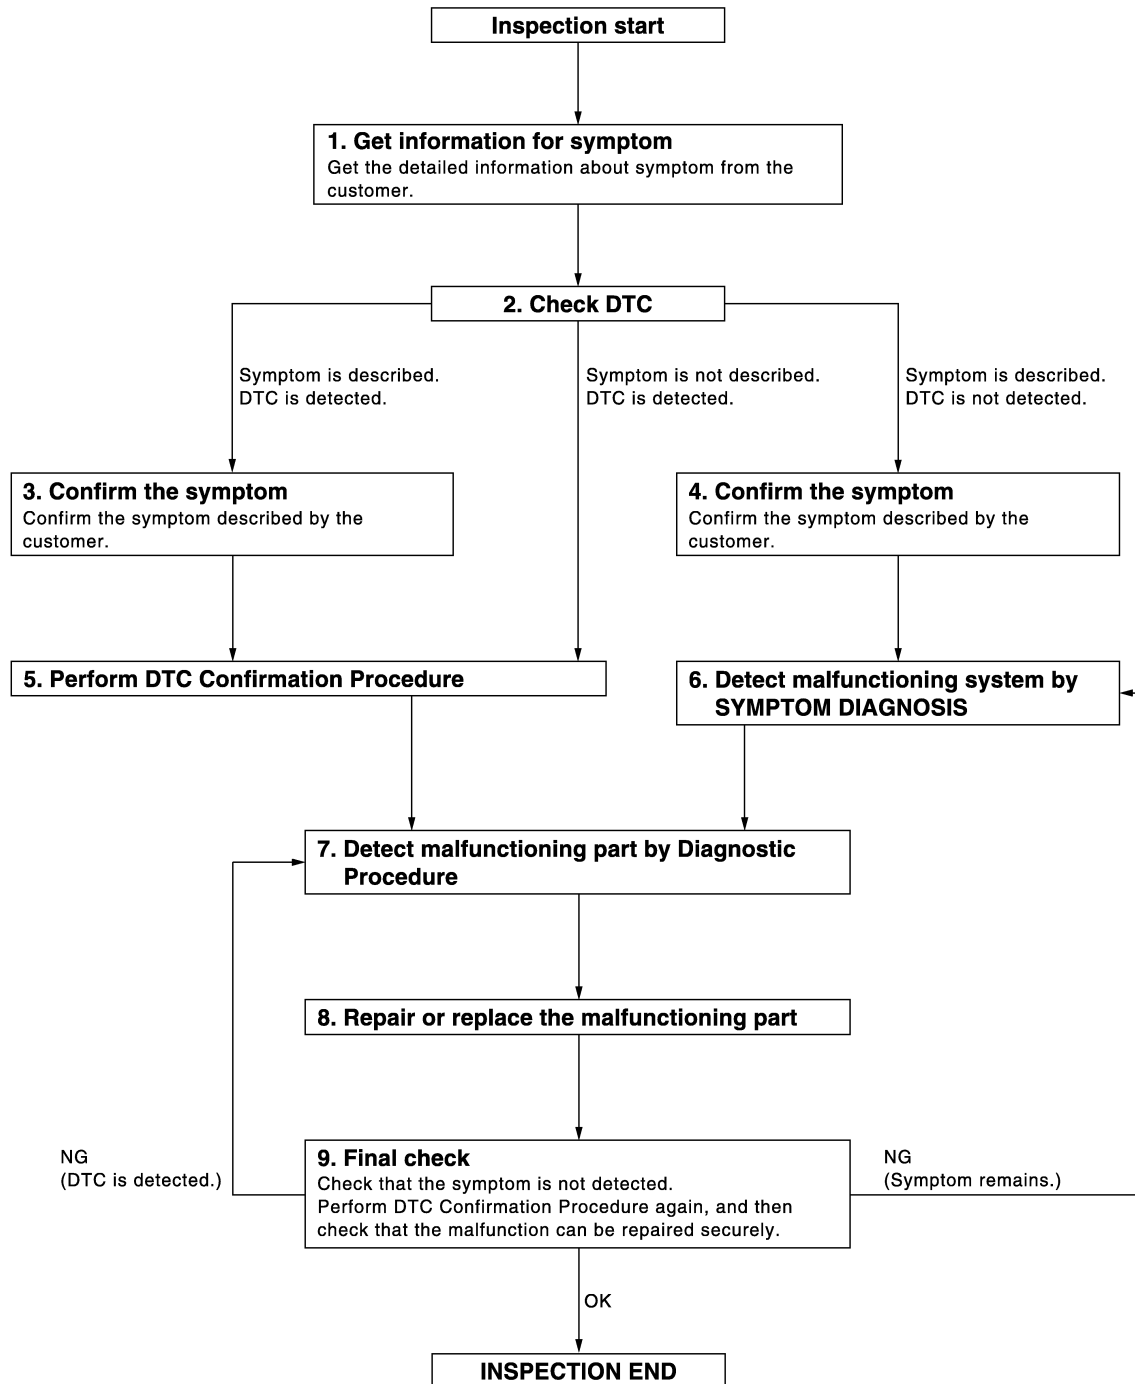 Inspection start
1. Get information for symptom
Get the detailed information about symptom from the
customer.
2. Check DTC
Symptom is described.
DTC is detected.
Symptom is not described.
DTC is detected.
Symptom is described.
DTC is not detected.
3. Confirm the symptom
Confirm the symptom described by the
customer.
4. Confirm the symptom
Confirm the symptom described by the
customer.
5. Perform DTC Confirmation Procedure
6. Detect malfunctioning system by
SYMPTOM DIAGNOSIS
7. Detect malfunctioning part by Diagnostic
Procedure
8. Repair or replace the malfunctioning part
NG
(DTC is detected.)
9. Final check
Check that the symptom is not detected.
Perform DTC Confirmation Procedure again, and then
check that the malfunction can be repaired securely.
NG
(Symptom remains.)
OK
INSPECTION END